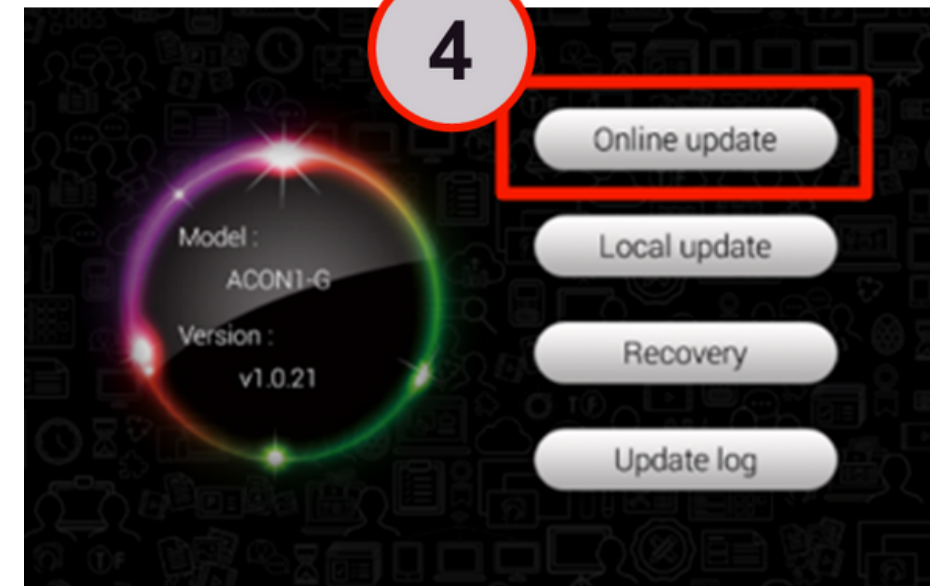 4
Online update
Model :
ACON1-G
Version :
v1.0.21
Local update
Recovery
Update log